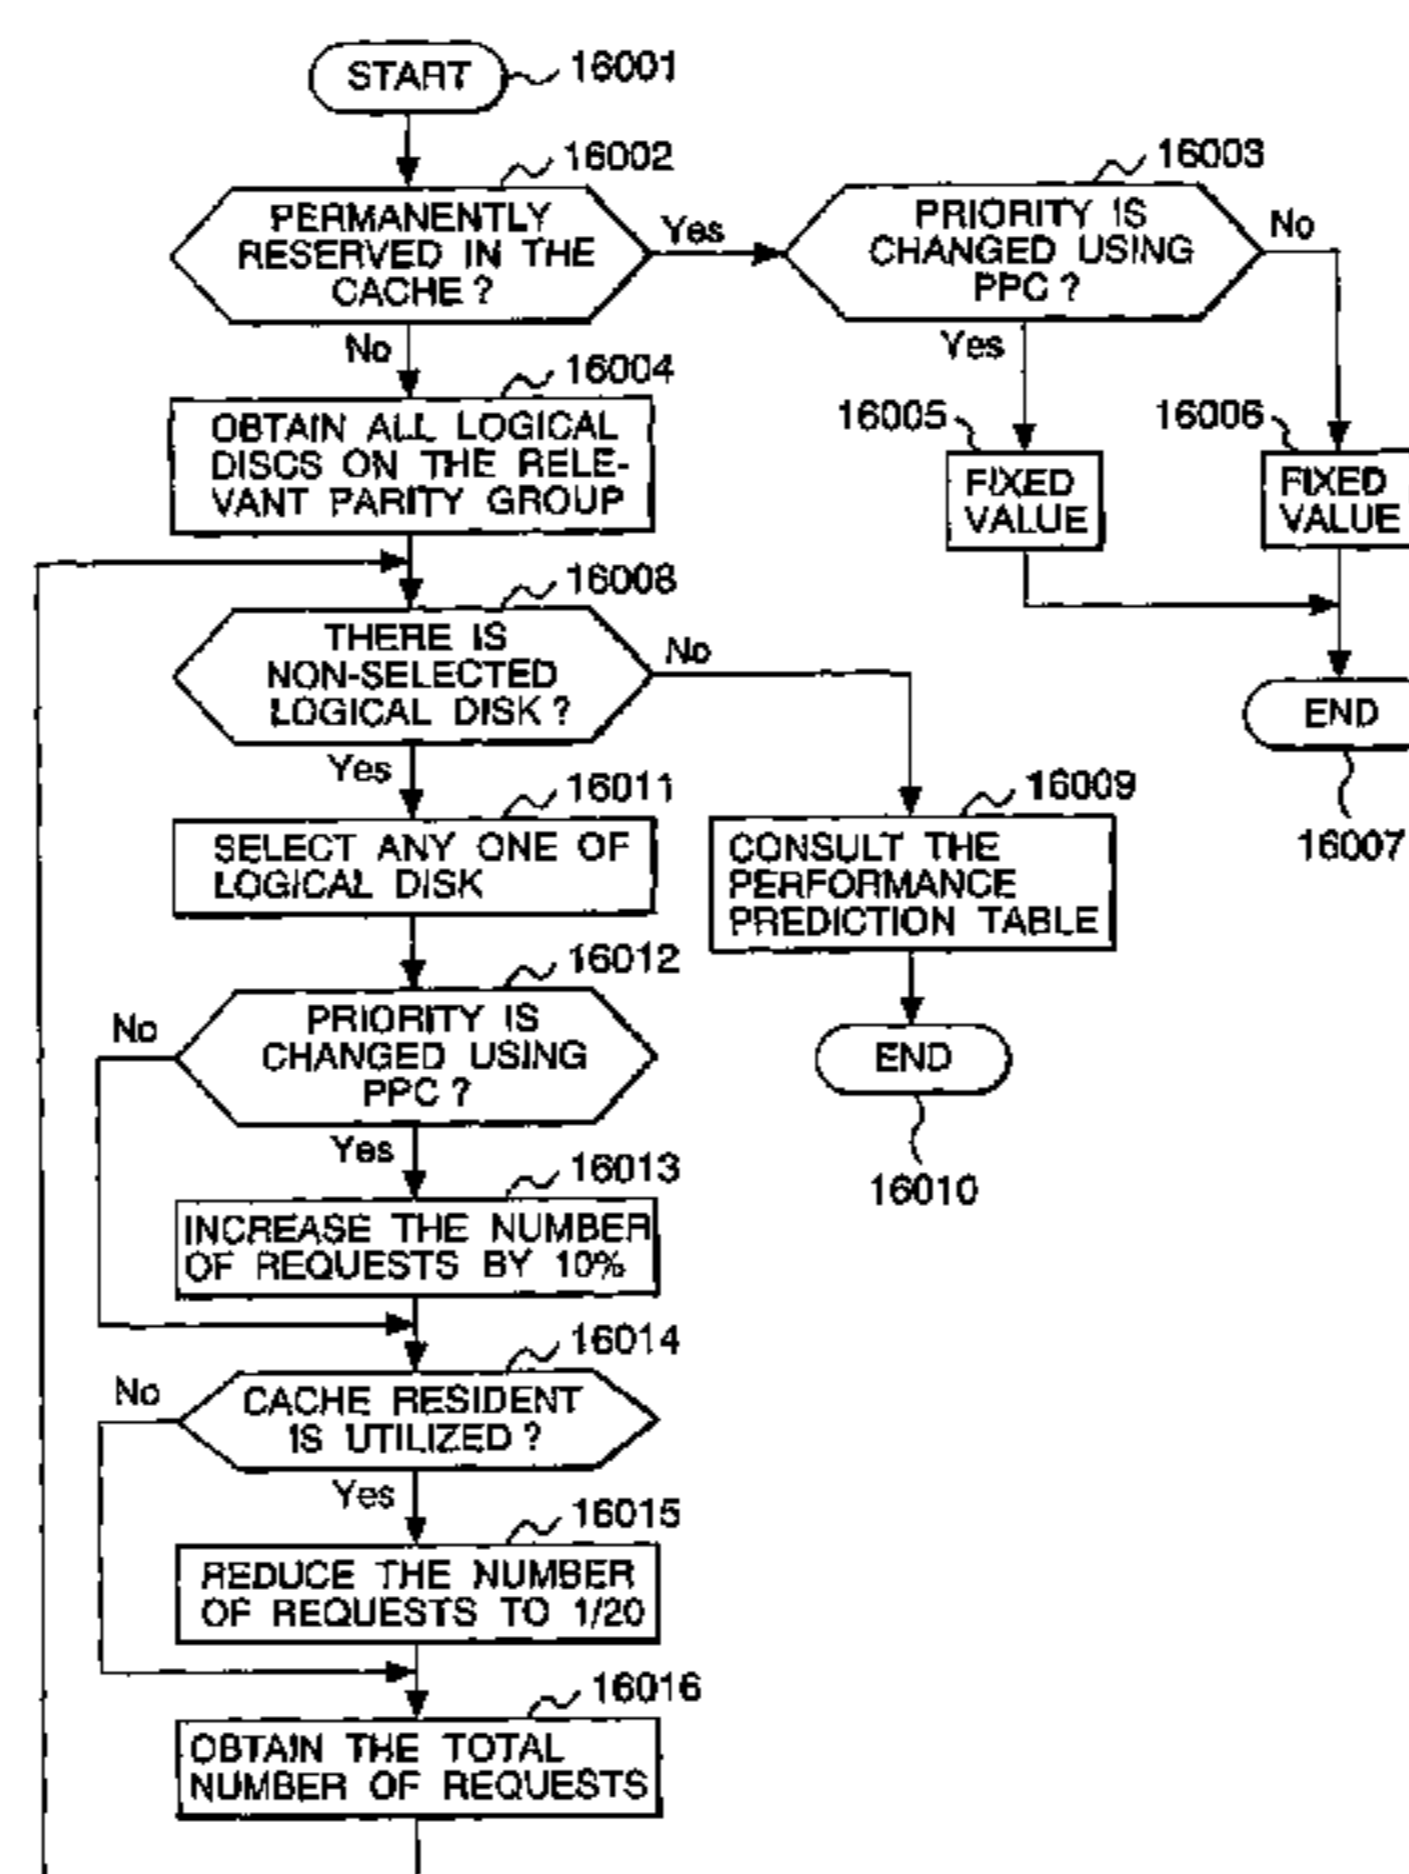 START
16001
16002
PERMANENTLY
RESERVED IN THE
CACHE?
Yes
No
16003
PRIORITY IS
CHANGED USING
PPC?
No
Yes
16004
OBTAIN ALL LOGICAL
DISCS ON THE RELE-
VANT PARITY GROUP
16005
FIXED
VALUE
16006
FIXED
VALUE
END
16007
16008
THERE IS
NON-SELECTED
LOGICAL DISK?
No
Yes
16011
SELECT ANY ONE OF
LOGICAL DISK
16009
CONSULT THE
PERFORMANCE
PREDICTION TABLE
END
16010
16012
PRIORITY IS
CHANGED USING
PPC?
No
Yes
16013
INCREASE THE NUMBER
OF REQUESTS BY 10%
16014
CACHE RESIDENT
IS UTILIZED?
No
Yes
16015
REDUCE THE NUMBER
OF REQUESTS TO 1/20
16016
OBTAIN THE TOTAL
NUMBER OF REQUESTS